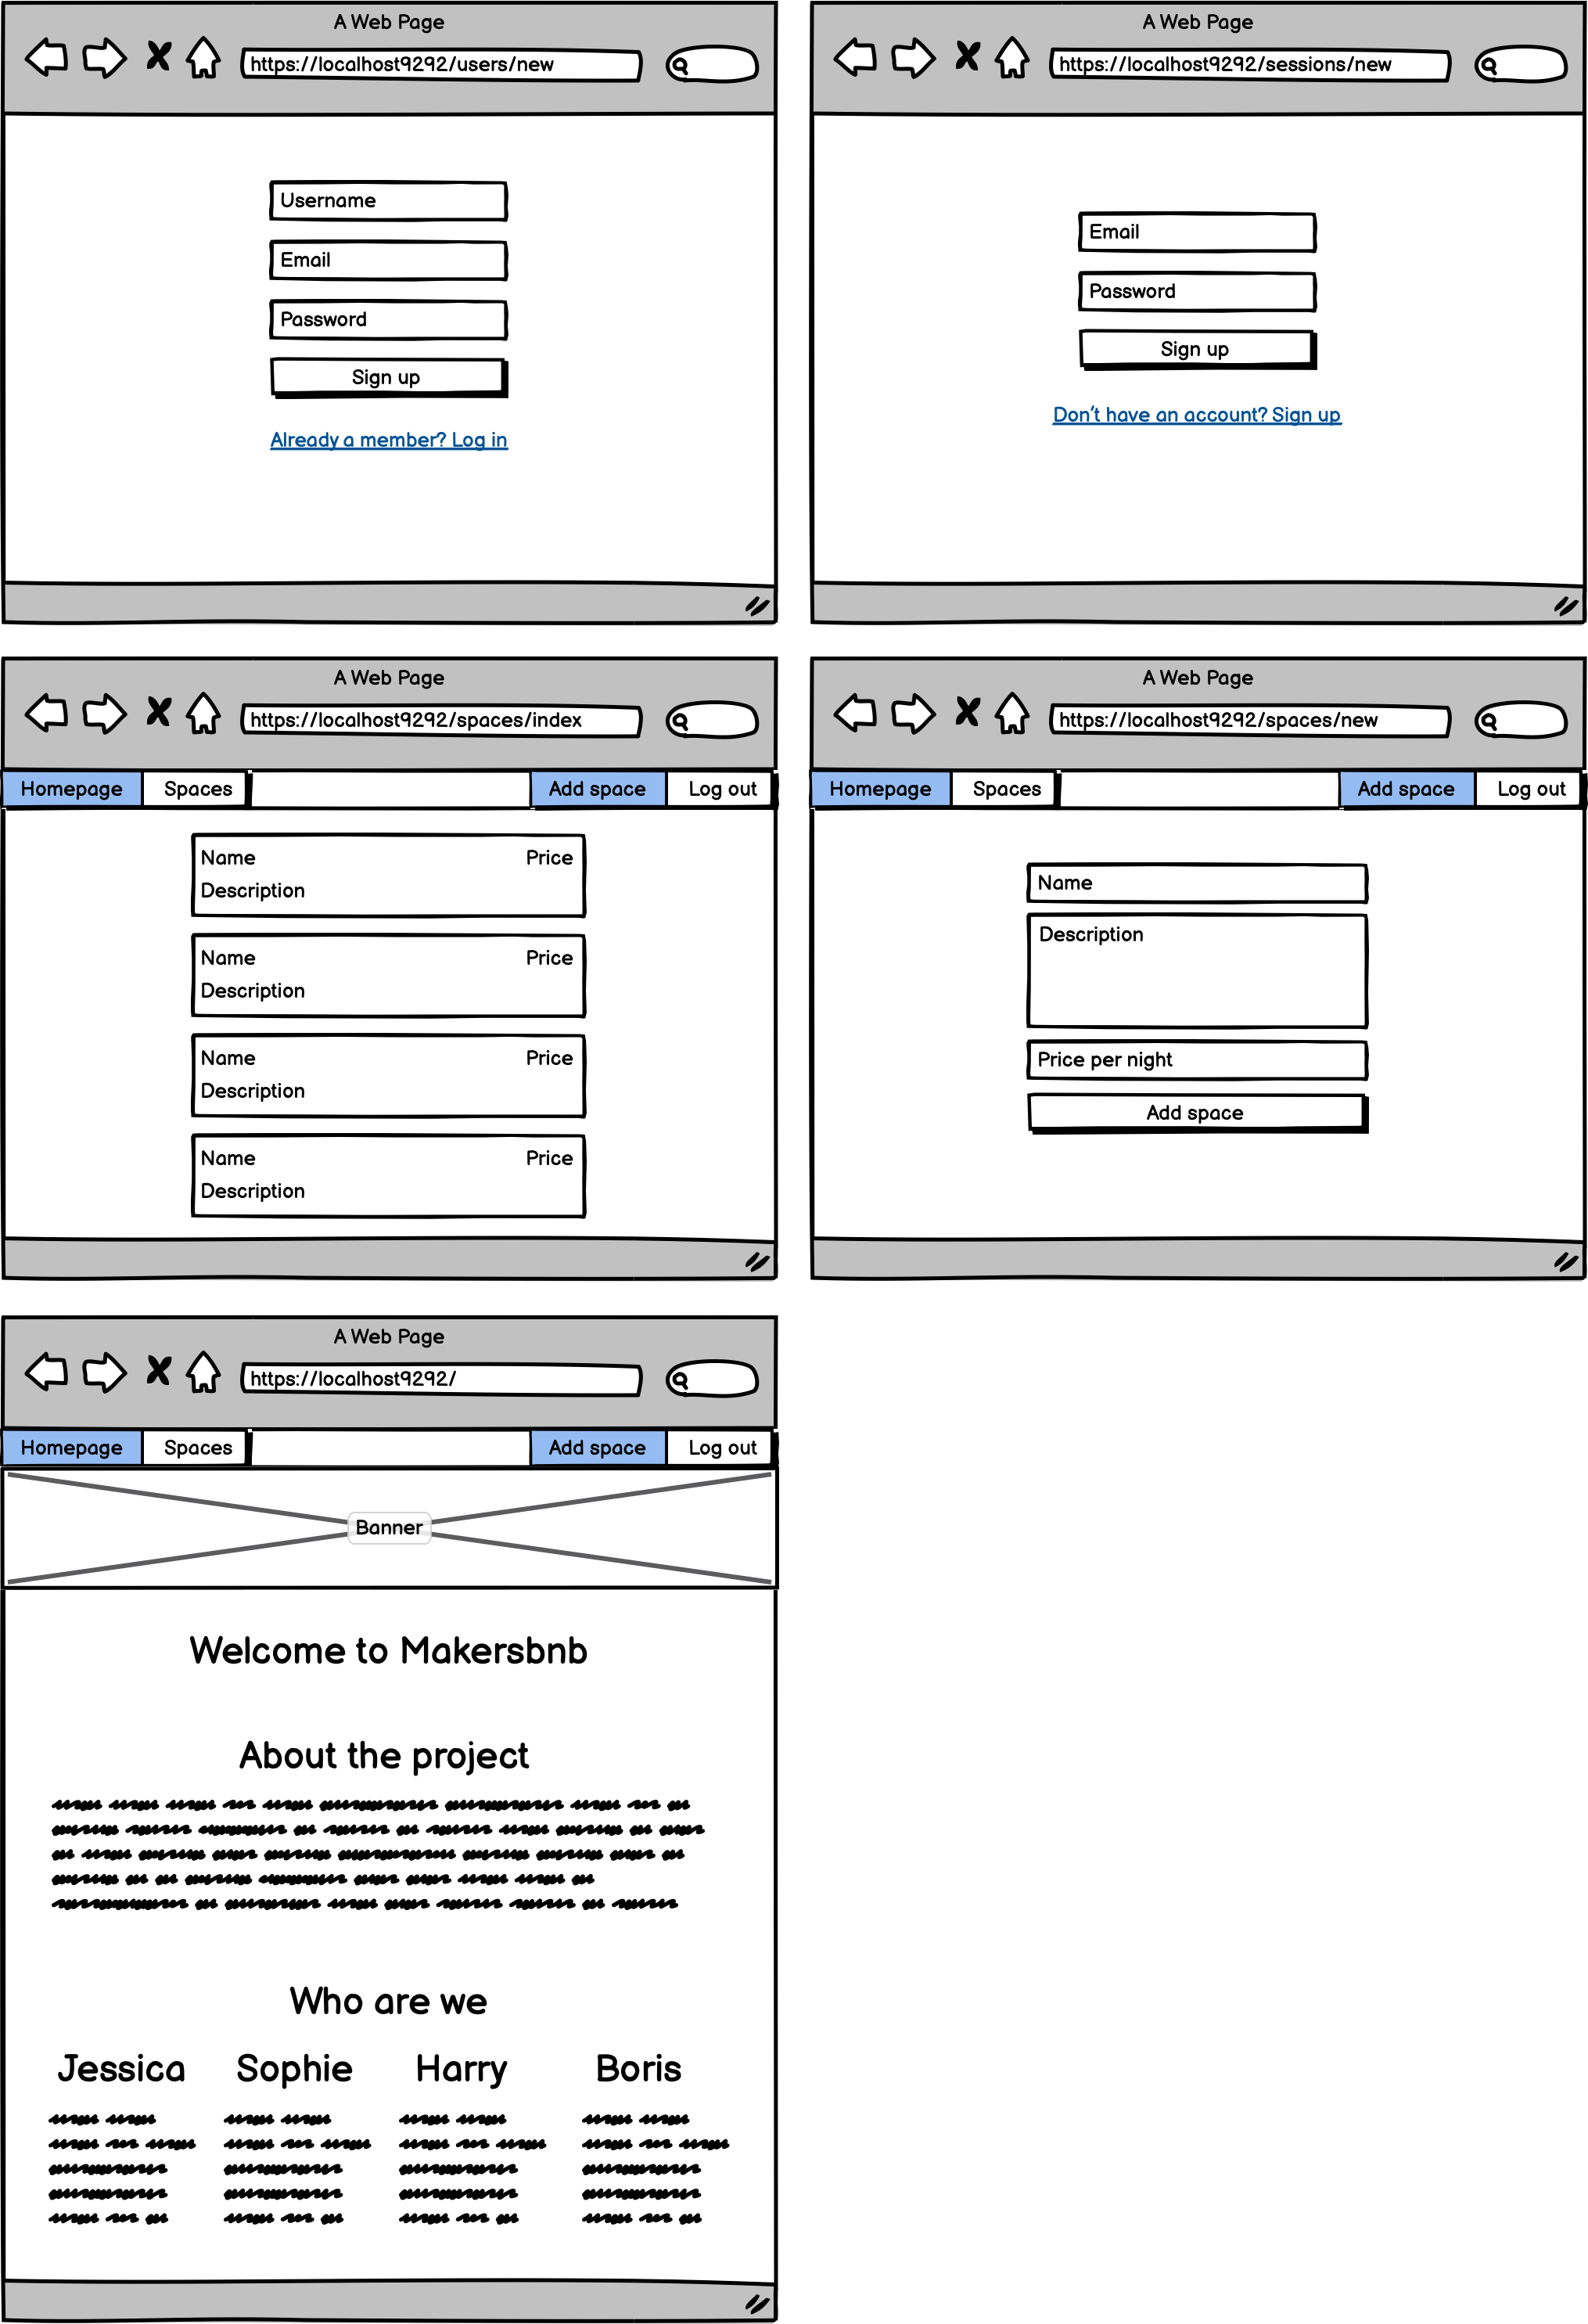 A Web Page
https://localhost9292/users/new
Username
Email
Password
Sign up
Already a member? Log in
A Web Page
https://localhost9292/sessions/new
Email
Password
Sign up
Don't have an account? Sign up
A Web Page
https://localhost9292/spaces/index
Homepage Spaces Add space Log out
Name Price
Description
Name Price
Description
Name Price
Description
Name Price
Description
A Web Page
https://localhost9292/spaces/new
Homepage Spaces Add space Log out
Name
Description
Price per night
Add space
A Web Page
https://localhost9292/
Homepage Spaces Add space Log out
Banner
Welcome to Makersbnb
About the project
Who are we
Jessica Sophie Harry Boris